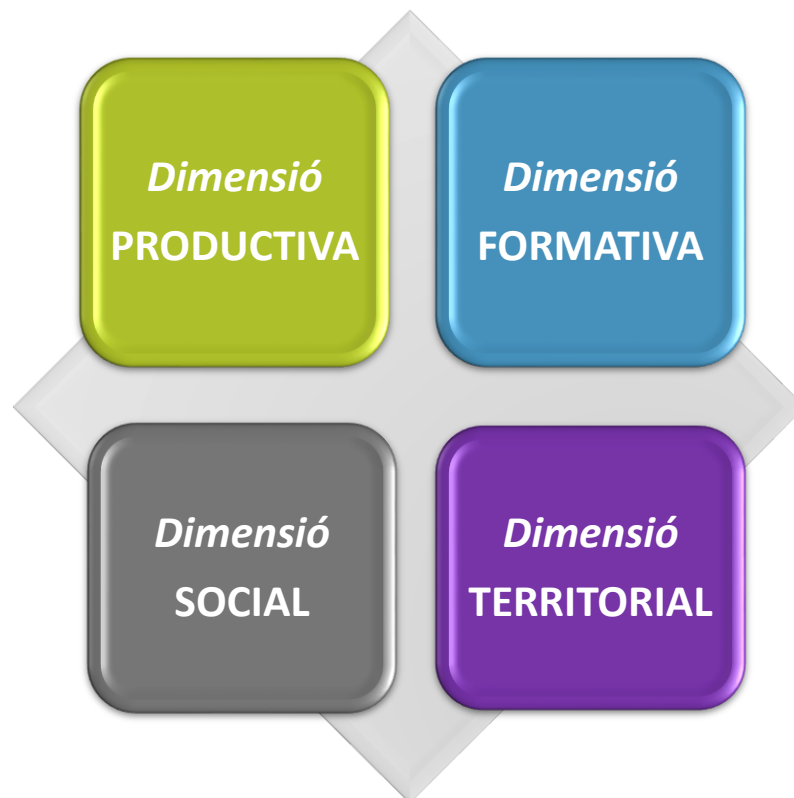 Dimensió
PRODUCTIVA
Dimensió
FORMATIVA
Dimensió
SOCIAL
Dimensió
TERRITORIAL